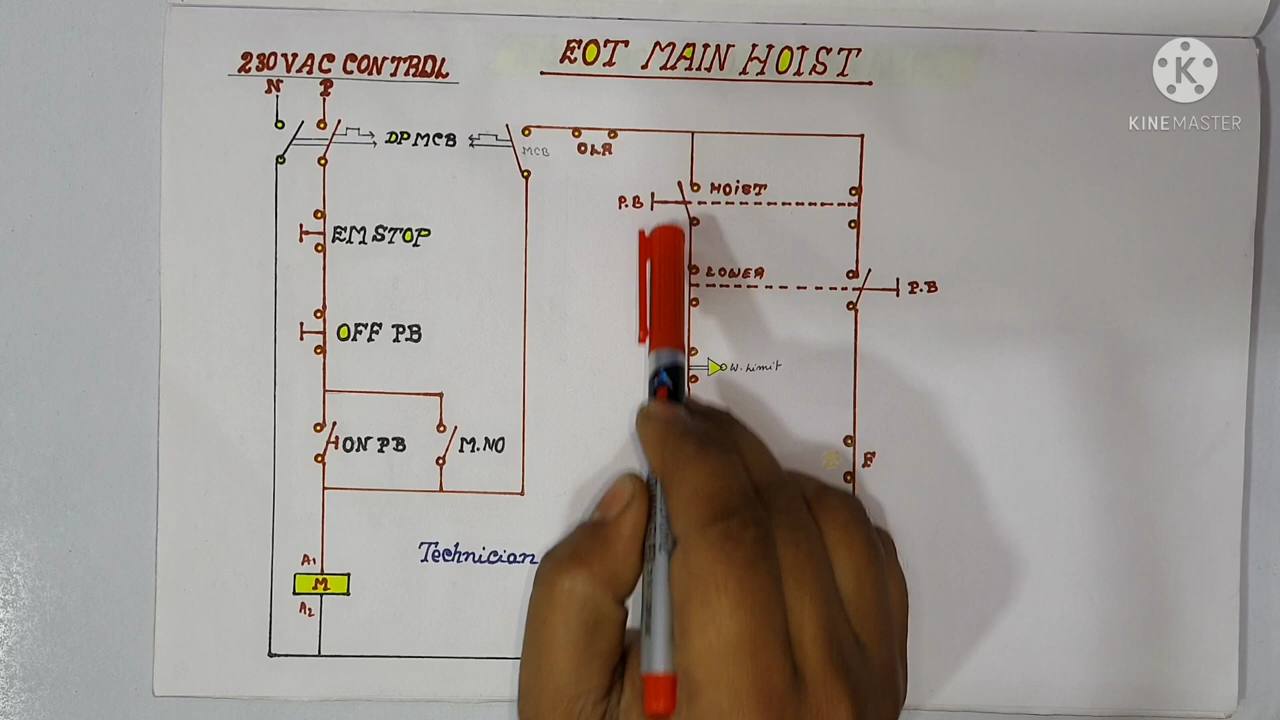 230VAC CONTROL
EOT MAIN HOIST
K
KINEMASTER
N P
DPMCB
MCB
OLR
P.B
HOIST
EM STOP
LOWER
P.B
OFF PB
W. Limit
ON PB
M.NO
F
Technician
A1
M
A2